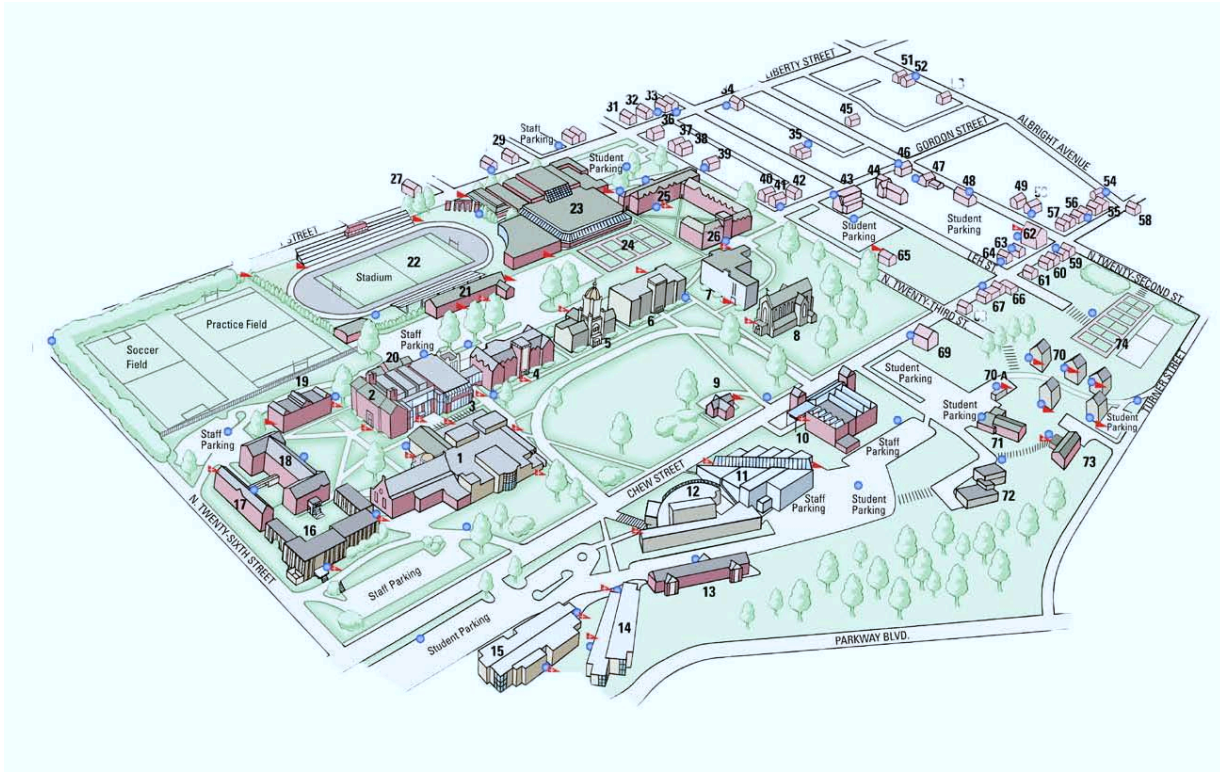 LIBERTY STREET
51
52
34
45
ALBRIGHT AVENUE
31
32
33
36
37
38
35
GORDON STREET
Staff
Parking
29
Student
Parking
39
46
47
44
27
40
41
42
43
48
49
54
55
56
57
58
25
23
26
24
Student
Parking
65
Student
Parking
62
63
64
59
60
61
STREET
22
Stadium
21
7
8
6
5
N. TWENTY-THIRD ST.
67
66
N. TWENTY-SECOND ST.
74
Practice Field
Soccer
Field
Staff
Parking
20
4
19
2
3
9
69
Student
Parking
70
70-A
Student
Parking
TURNER STREET
Student
Parking
Staff
Parking
18
17
16
1
10
Staff
Parking
71
73
72
CHEW STREET
11
12
Staff
Parking
Student
Parking
N. TWENTY-SIXTH STREET
Staff Parking
Student Parking
13
14
15
PARKWAY BLVD.